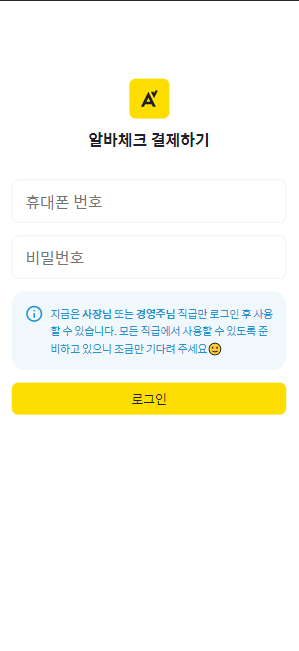 알바체크 결제하기
휴대폰 번호
비밀번호
지금은 사장님 또는 경영주님 직급만 로그인 후 사용
할 수 있습니다. 모든 직급에서 사용할 수 있도록 준
비하고 있으니 조금만 기다려 주세요🙂
로그인